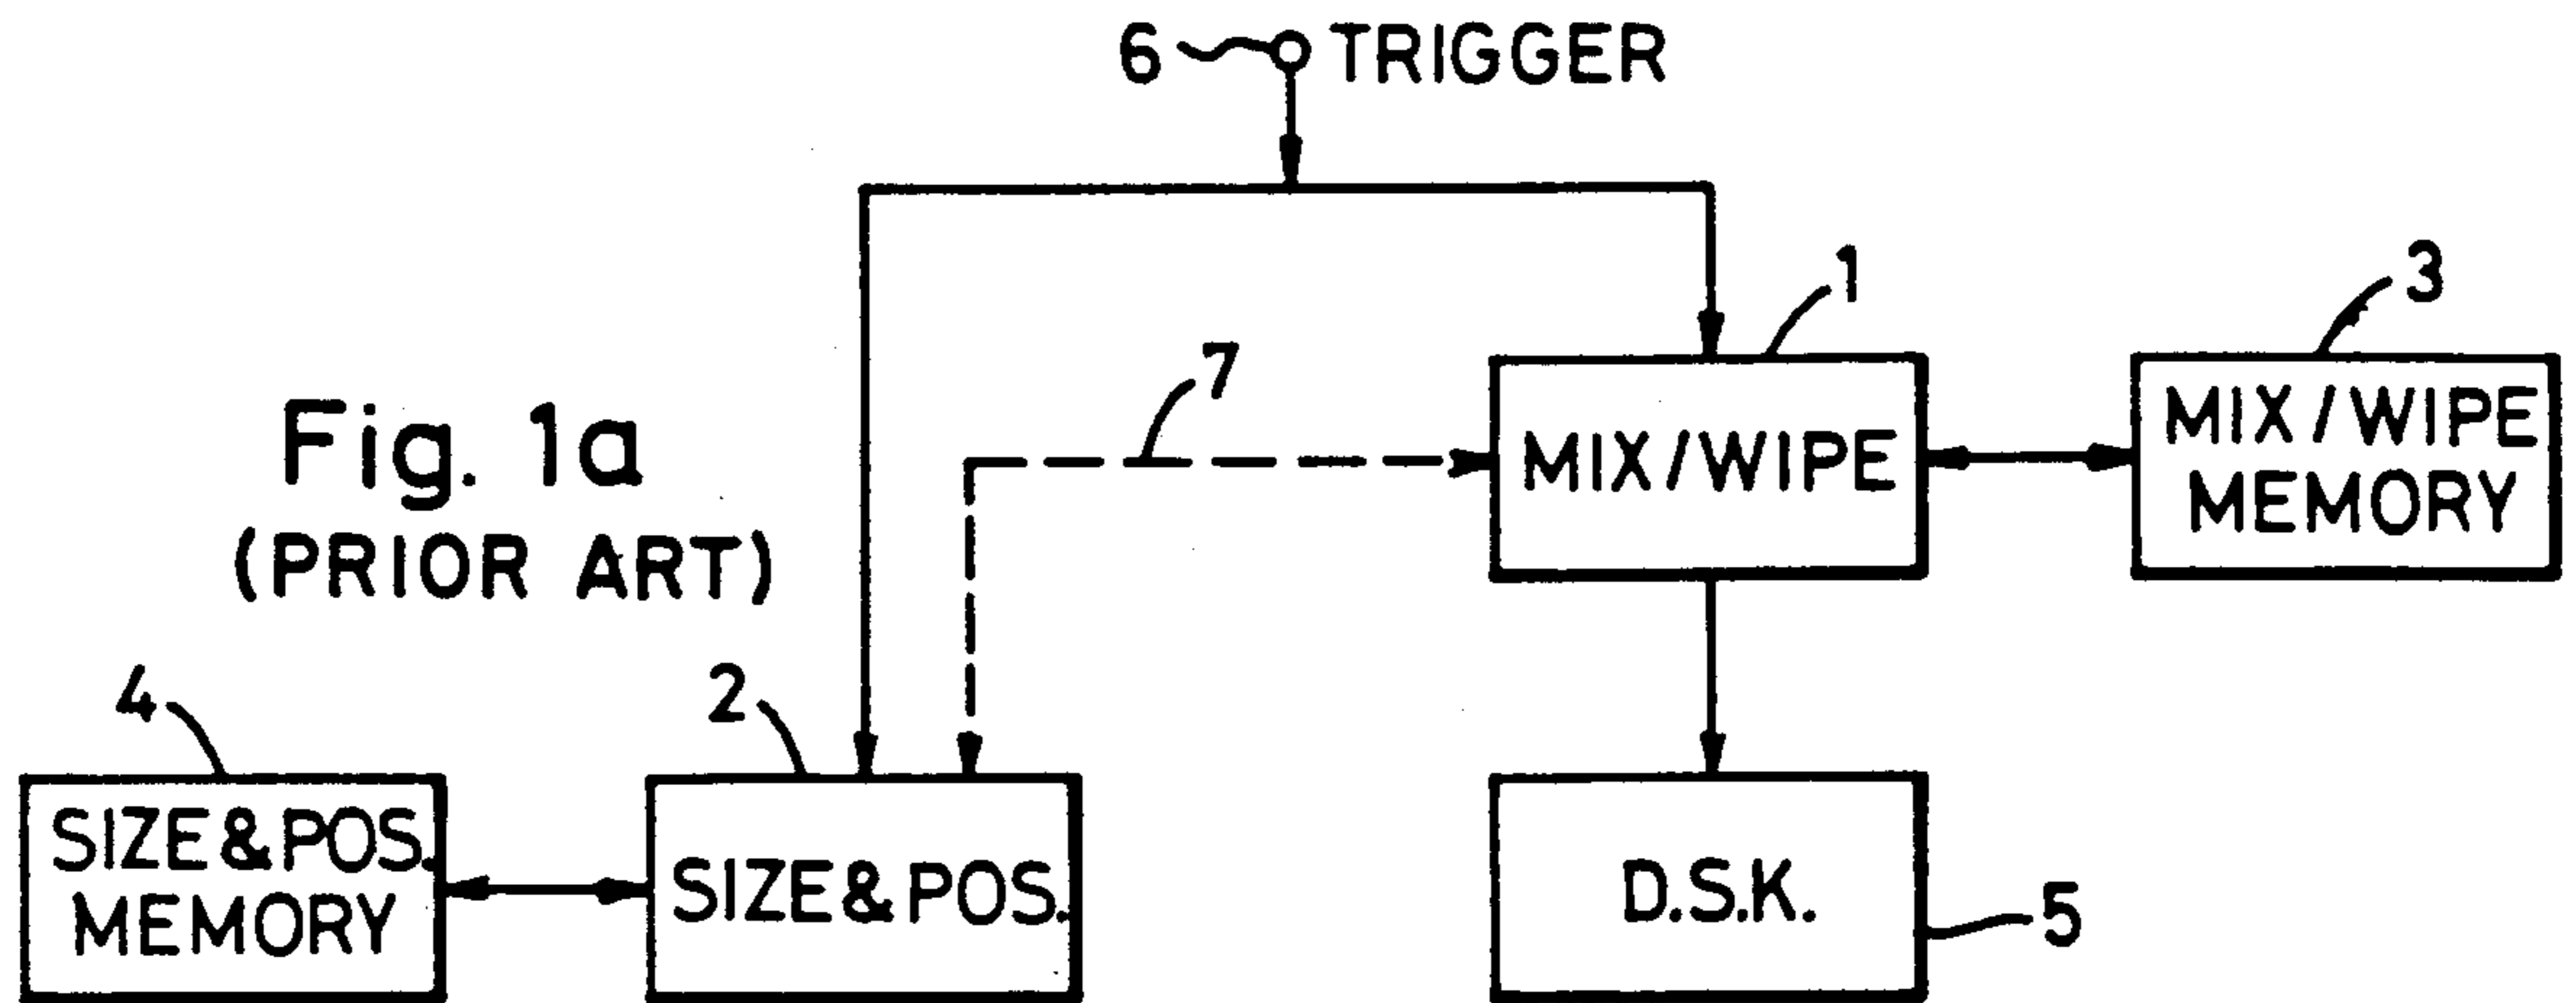 6 TRIGGER
1
3
7
Fig. 1a
(PRIOR ART)
MIX/WIPE
MIX/WIPE
MEMORY
4
2
SIZE&POS.
MEMORY
SIZE&POS.
D.S.K.
5